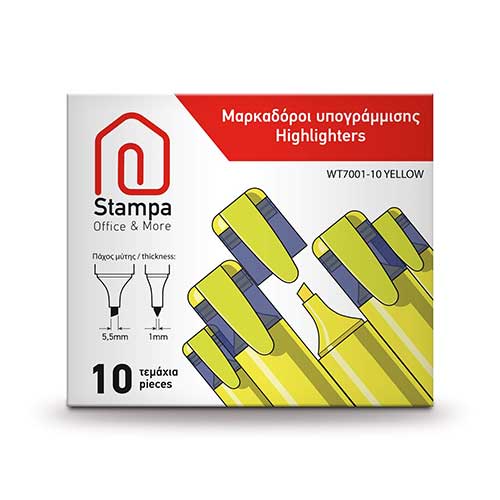 Μαρκαδόροι υπογράμμισης
Highlighters
WT7001-10 YELLOW
Stampa
Office & More
Πάχος μύτης / thickness:
5,5mm 1mm
10 τεμάχια
pieces